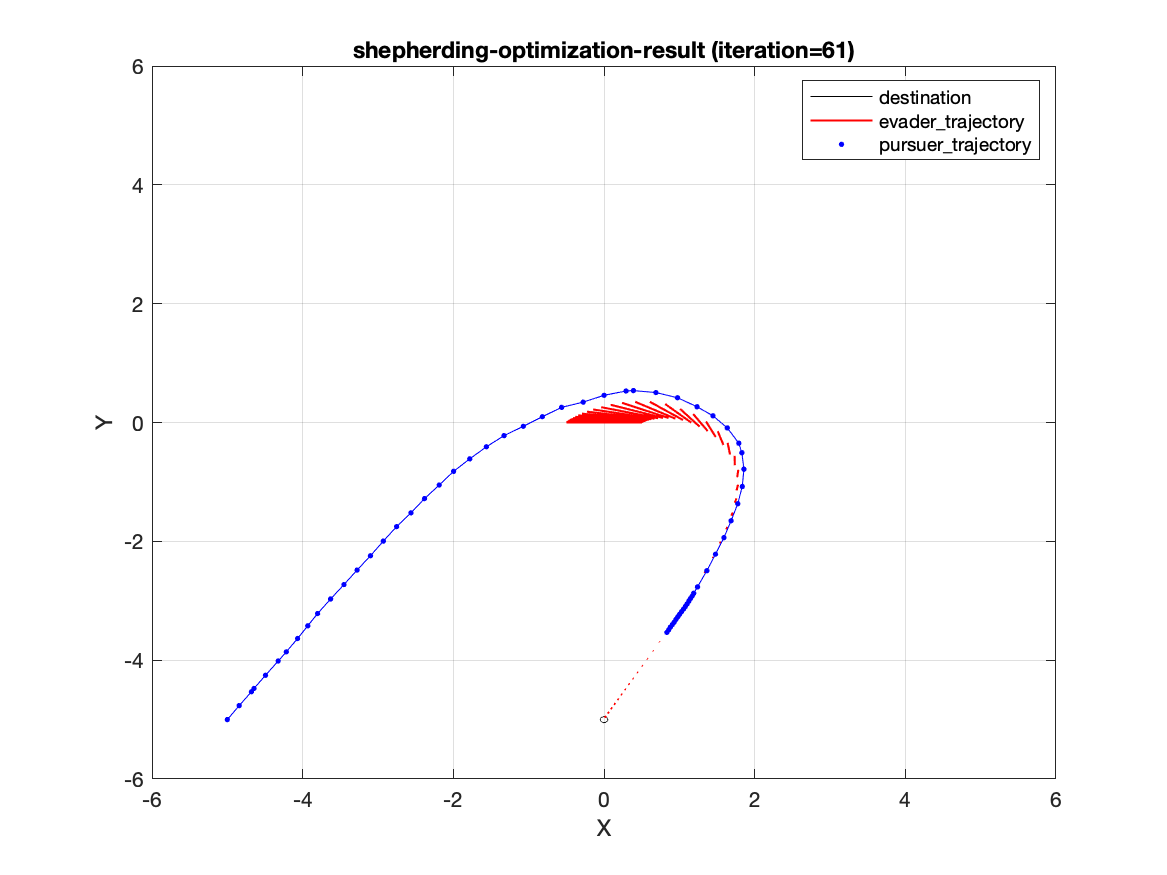 shepherding-optimization-result (iteration=61)
destination
evader_trajectory
pursuer_trajectory
6
4
2
0
-2
-4
-6
Y
-6
-4
-2
0
2
4
6
X